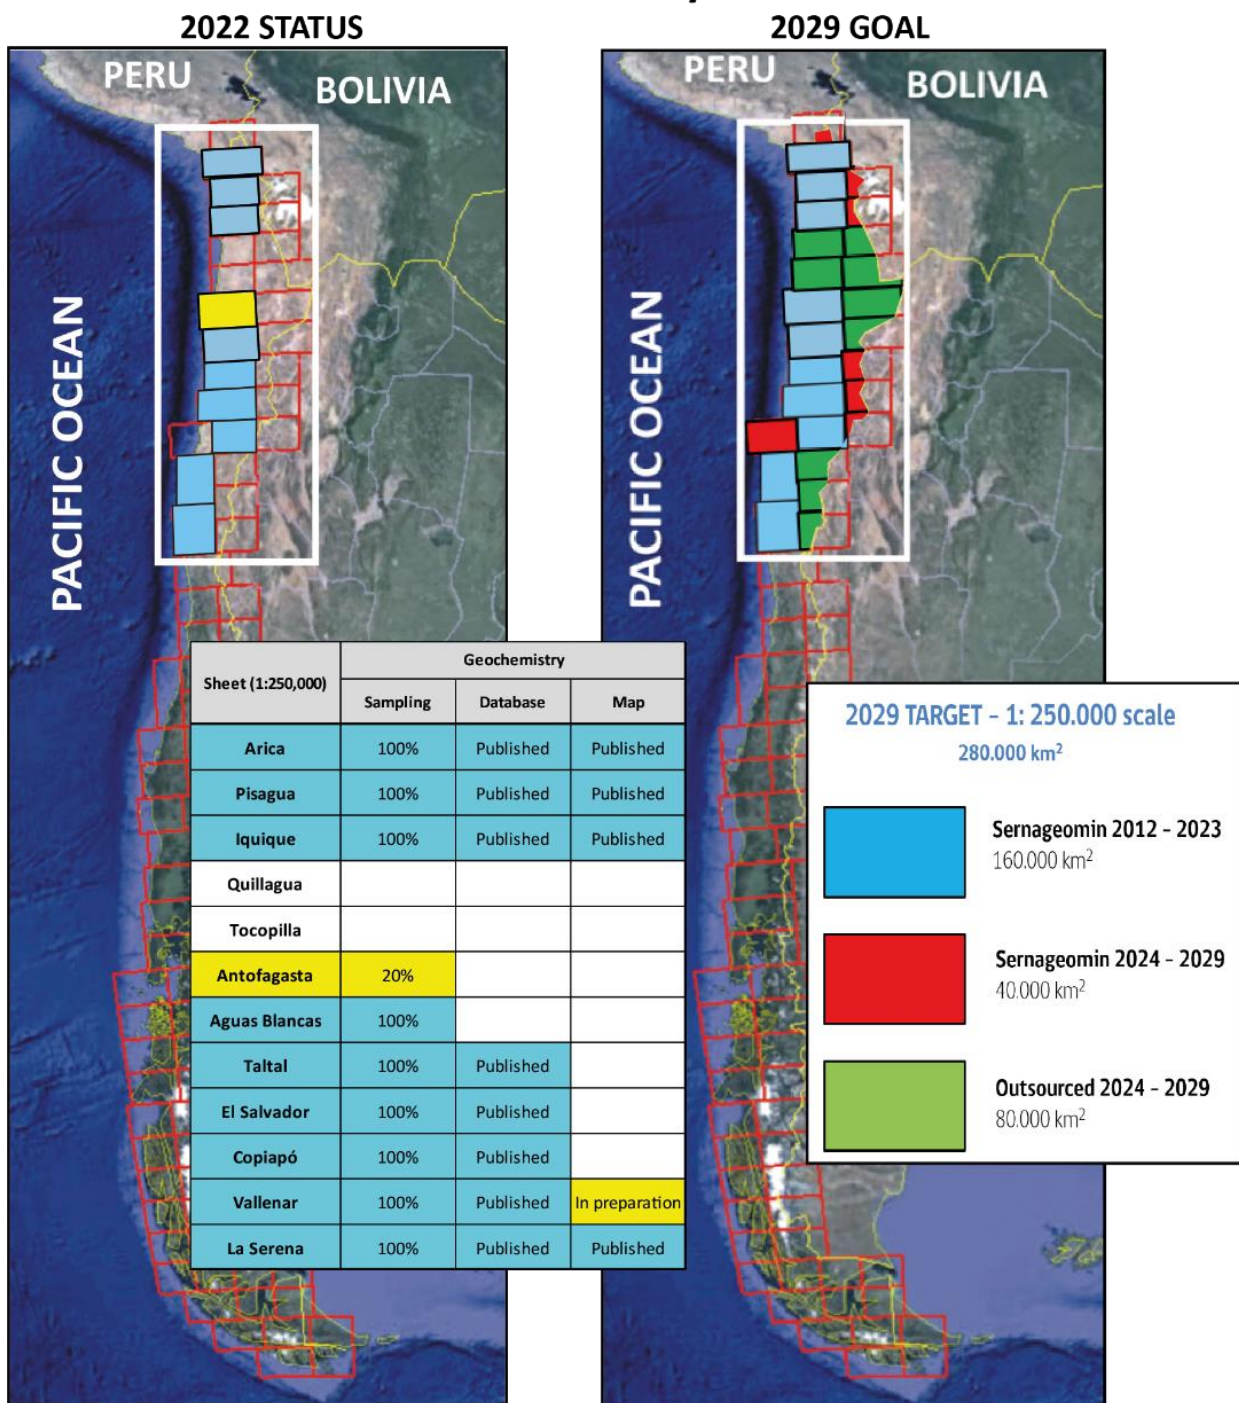 2022 STATUS
2029 GOAL
PERU
BOLIVIA
PACIFIC OCEAN
PERU
BOLIVIA
PACIFIC OCEAN
Sheet (1:250,000)
Geochemistry
Sampling Database Map
Arica 100% Published Published
Pisagua 100% Published Published
Iquique 100% Published Published
Quillagua
Tocopilla
Antofagasta 20%
Aguas Blancas 100%
Taltal 100% Published
El Salvador 100% Published
Copiapó 100% Published
Vallenar 100% Published In preparation
La Serena 100% Published Published
2029 TARGET – 1: 250.000 scale
280.000 km²
Sernageomin 2012 – 2023
160.000 km²
Sernageomin 2024 – 2029
40.000 km²
Outsourced 2024 – 2029
80.000 km²